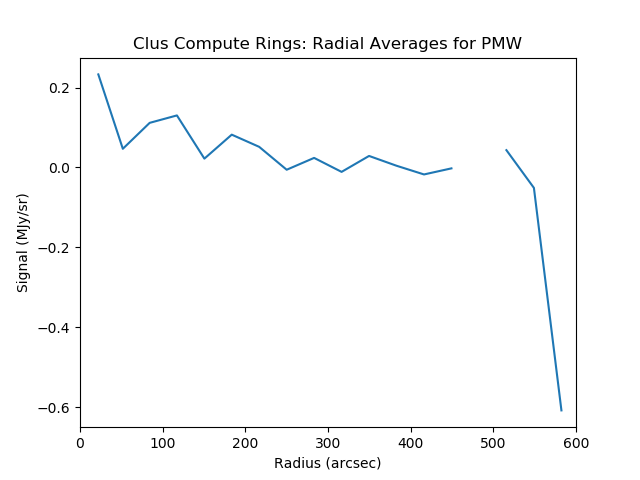 Clus Compute Rings: Radial Averages for PMW
0.2
0.0
−0.2
−0.4
−0.6
Signal (MJy/sr)
0 100 200 300 400 500 600
Radius (arcsec)